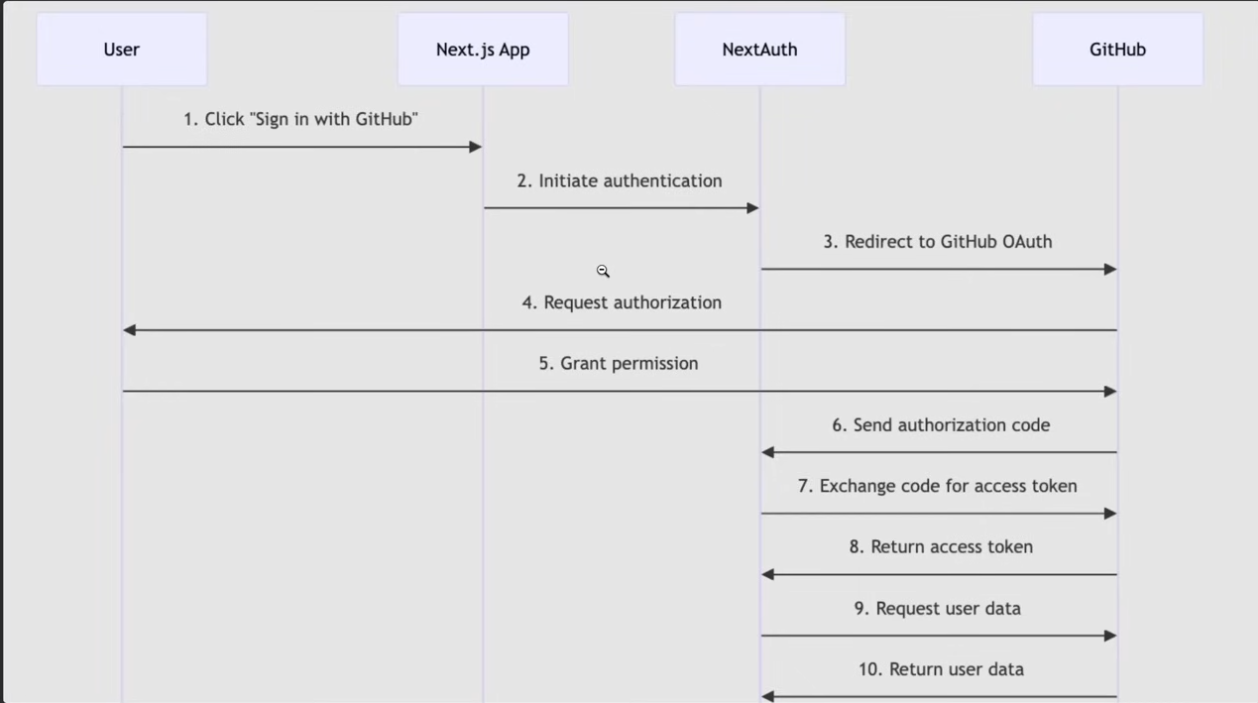 User
Next.js App
NextAuth
GitHub
1. Click "Sign in with GitHub"
2. Initiate authentication
3. Redirect to GitHub OAuth
4. Request authorization
5. Grant permission
6. Send authorization code
7. Exchange code for access token
8. Return access token
9. Request user data
10. Return user data